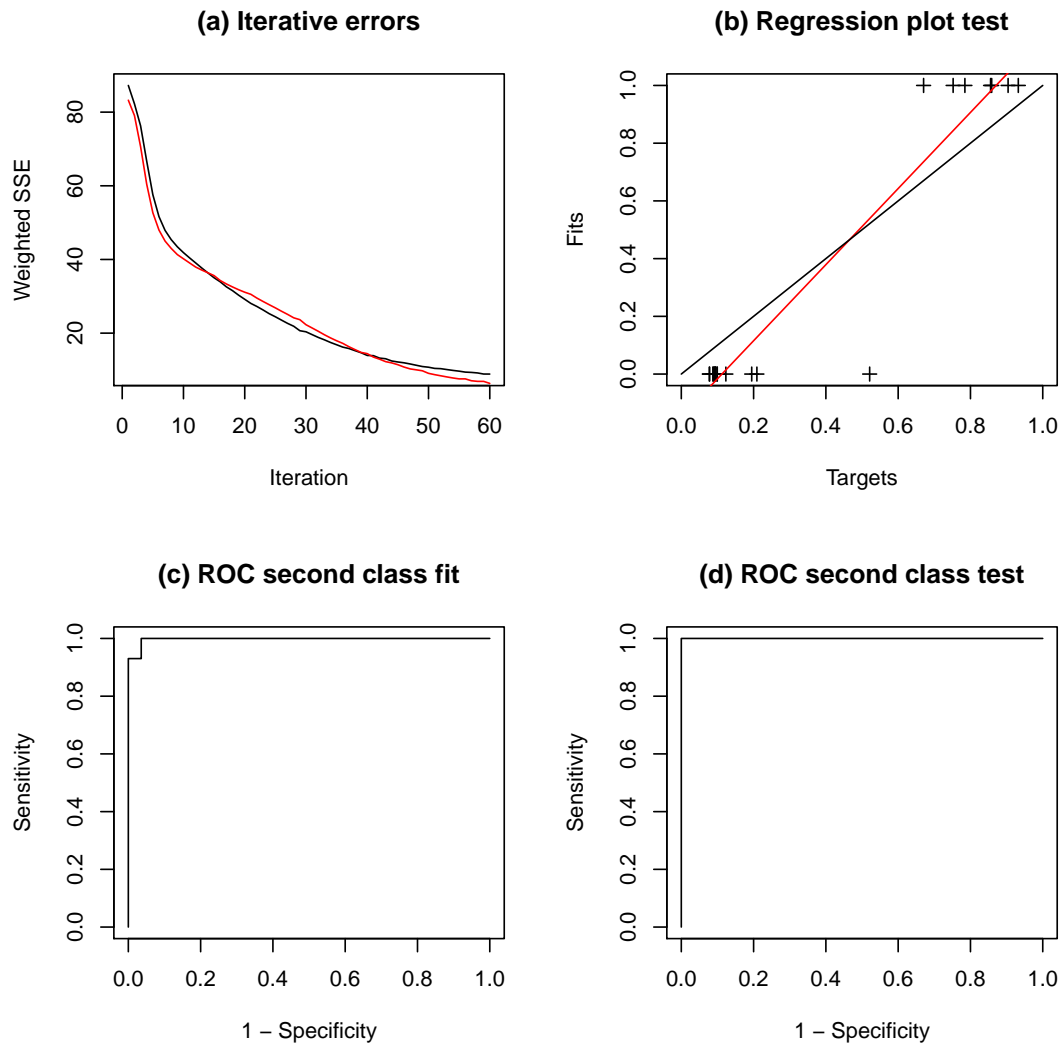 (a) Iterative errors
Weighted SSE
80
60
40
20
0 10 20 30 40 50 60
Iteration
(b) Regression plot test
Fits
1.0
0.8
0.6
0.4
0.2
0.0
0.0 0.2 0.4 0.6 0.8 1.0
Targets
(c) ROC second class fit
Sensitivity
1.0
0.8
0.6
0.4
0.2
0.0
0.0 0.2 0.4 0.6 0.8 1.0
1 − Specificity
(d) ROC second class test
Sensitivity
1.0
0.8
0.6
0.4
0.2
0.0
0.0 0.2 0.4 0.6 0.8 1.0
1 − Specificity